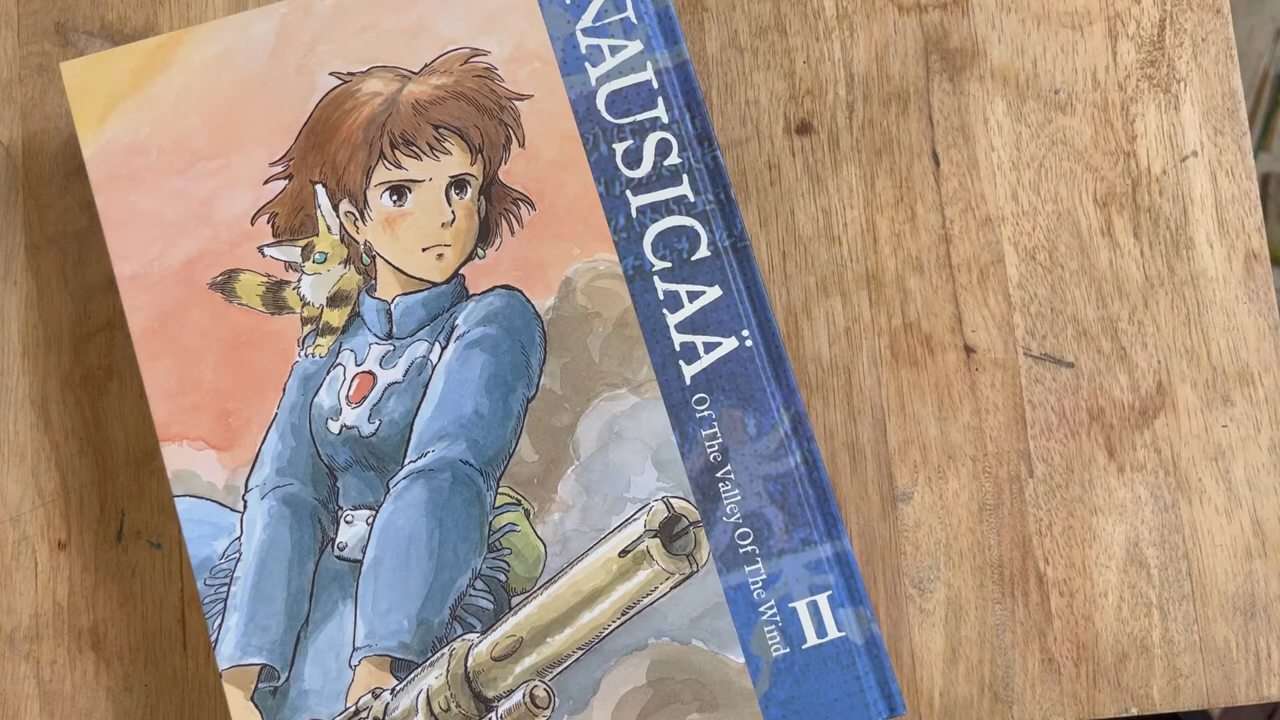 NAUSICAÄ
Of The Valley Of The Wind
II